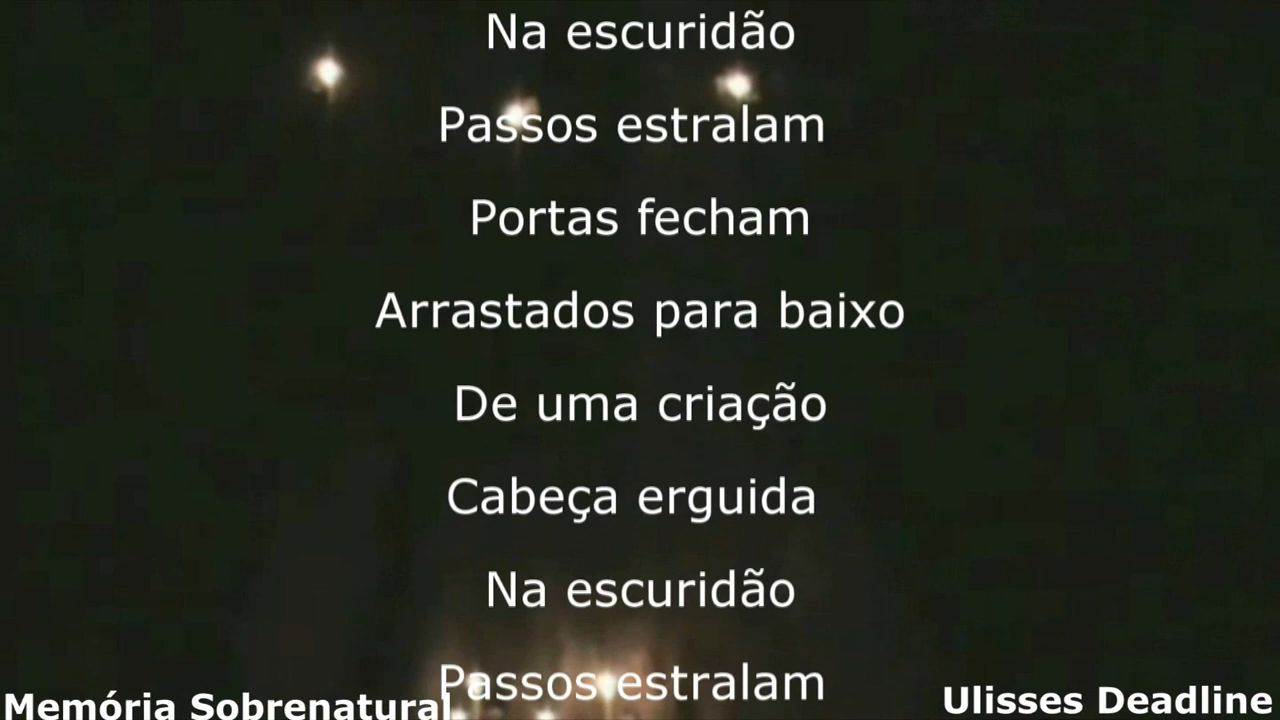 Na escuridão
Passos estralam
Portas fecham
Arrastados para baixo
De uma criação
Cabeça erguida
Na escuridão
Passos estralam
Memória Sobrenatural
Ulisses Deadline